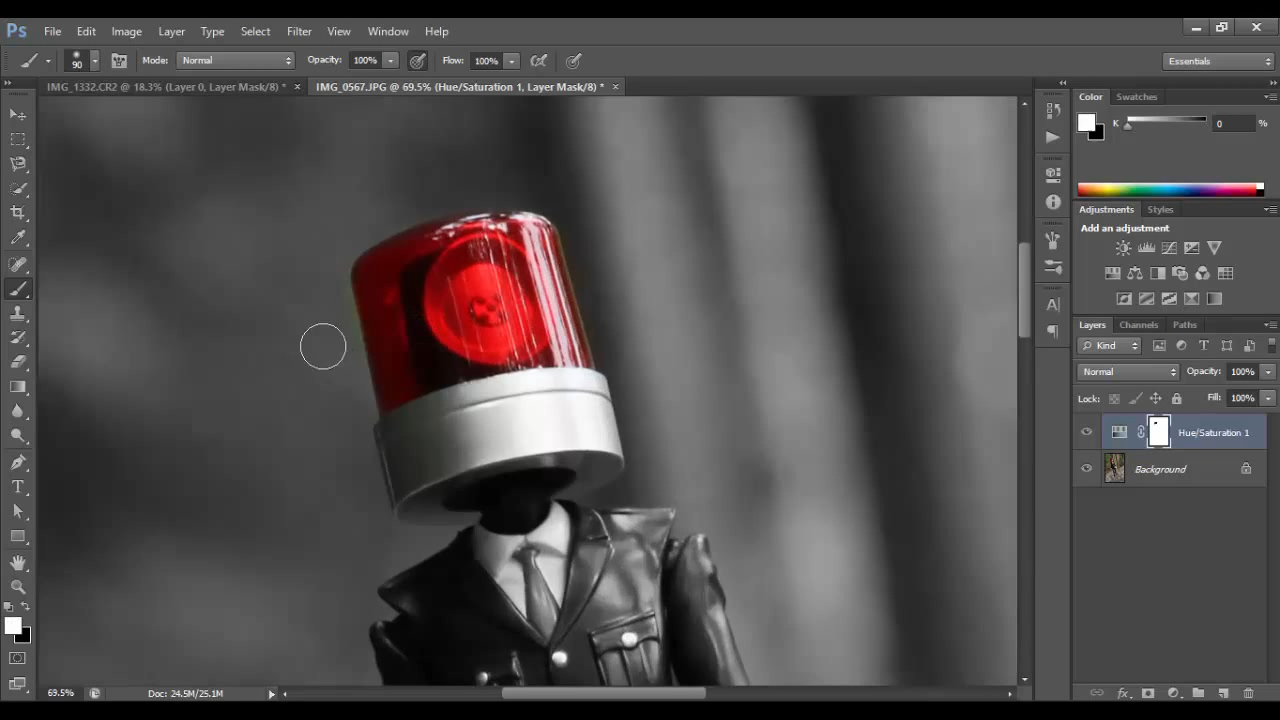 Ps File Edit Image Layer Type Select Filter View Window Help
90 Mode: Normal Opacity: 100% Flow: 100% Essentials
IMG_1332.CR2 @ 18.3% (Layer 0, Layer Mask/8) * × IMG_0567.JPG @ 69.5% (Hue/Saturation 1, Layer Mask/8) * ×
Color Swatches
K 0 %
Adjustments Styles
Add an adjustment
Layers Channels Paths
Kind
Normal Opacity: 100%
Lock: Fill: 100%
Hue/Saturation 1
Background
69.5% Doc: 24.5M/25.1M